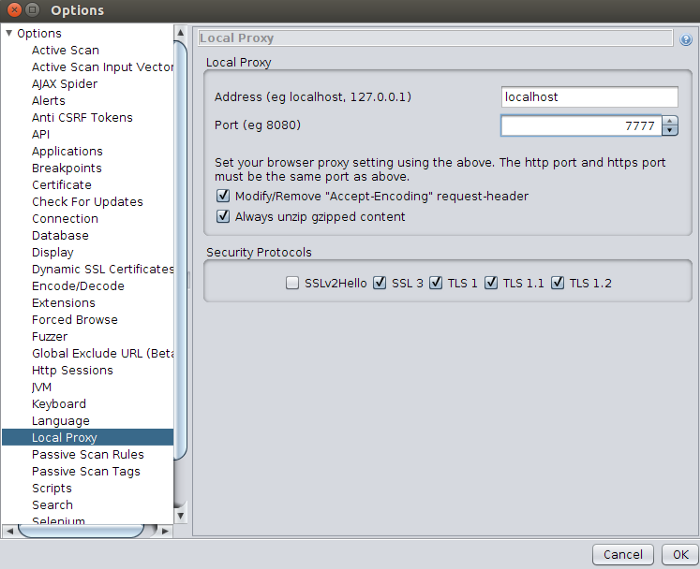 Options
Options
Active Scan
Active Scan Input Vector
AJAX Spider
Alerts
Anti CSRF Tokens
API
Applications
Breakpoints
Certificate
Check For Updates
Connection
Database
Display
Dynamic SSL Certificates
Encode/Decode
Extensions
Forced Browse
Fuzzer
Global Exclude URL (Beta
Http Sessions
JVM
Keyboard
Language
Local Proxy
Passive Scan Rules
Passive Scan Tags
Scripts
Search
Selenium
Local Proxy
Local Proxy
Address (eg localhost, 127.0.0.1) localhost
Port (eg 8080) 7777
Set your browser proxy setting using the above. The http port and https port
must be the same port as above.
Modify/Remove "Accept-Encoding" request-header
Always unzip gzipped content
Security Protocols
SSLv2Hello SSL 3 TLS 1 TLS 1.1 TLS 1.2
Cancel OK